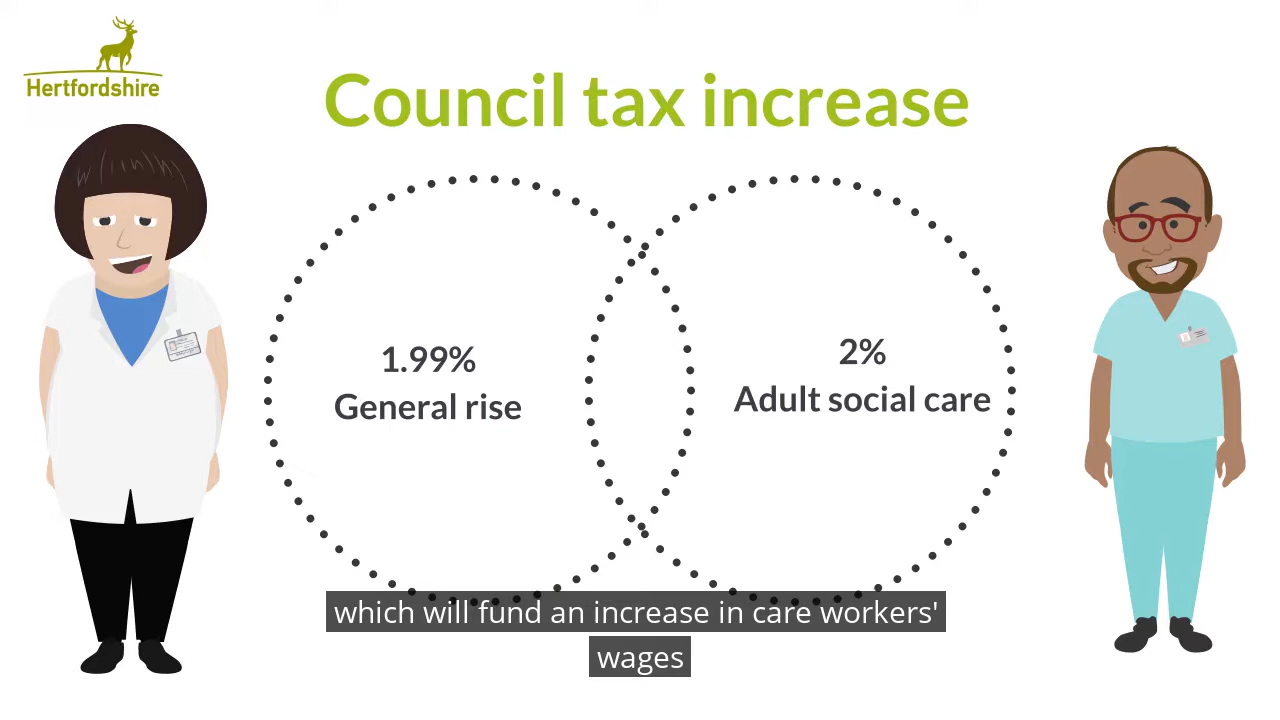 Hertfordshire
Council tax increase
1.99%
General rise
2%
Adult social care
which will fund an increase in care workers'
wages